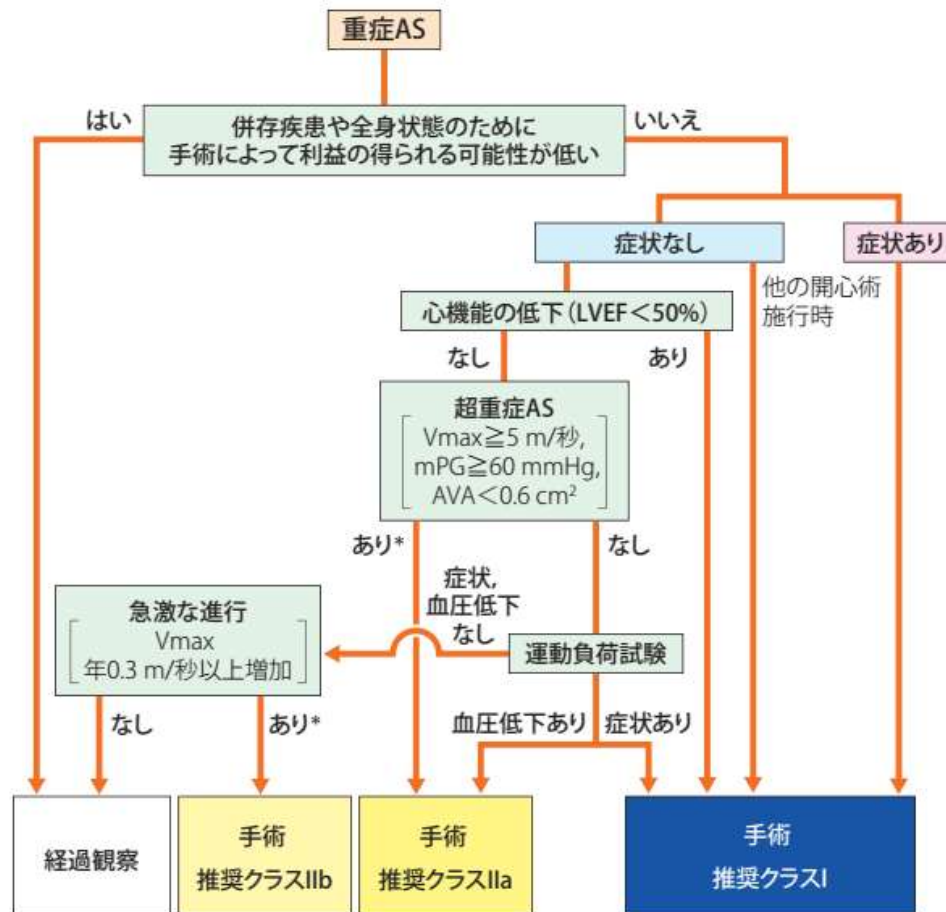 重症AS
はい
併存疾患や全身状態のために
手術によって利益の得られる可能性が低い
いいえ
症状なし
症状あり
他の開心術
施行時
心機能の低下(LVEF<50%)
なし
あり
超重症AS
Vmax≧5 m/秒,
mPG≧60 mmHg,
AVA<0.6 cm²
あり*
なし
症状,
血圧低下
なし
急激な進行
Vmax
年0.3 m/秒以上増加
運動負荷試験
なし
あり*
血圧低下あり
症状あり
経過観察
手術
推奨クラスIIb
手術
推奨クラスIIa
手術
推奨クラスI